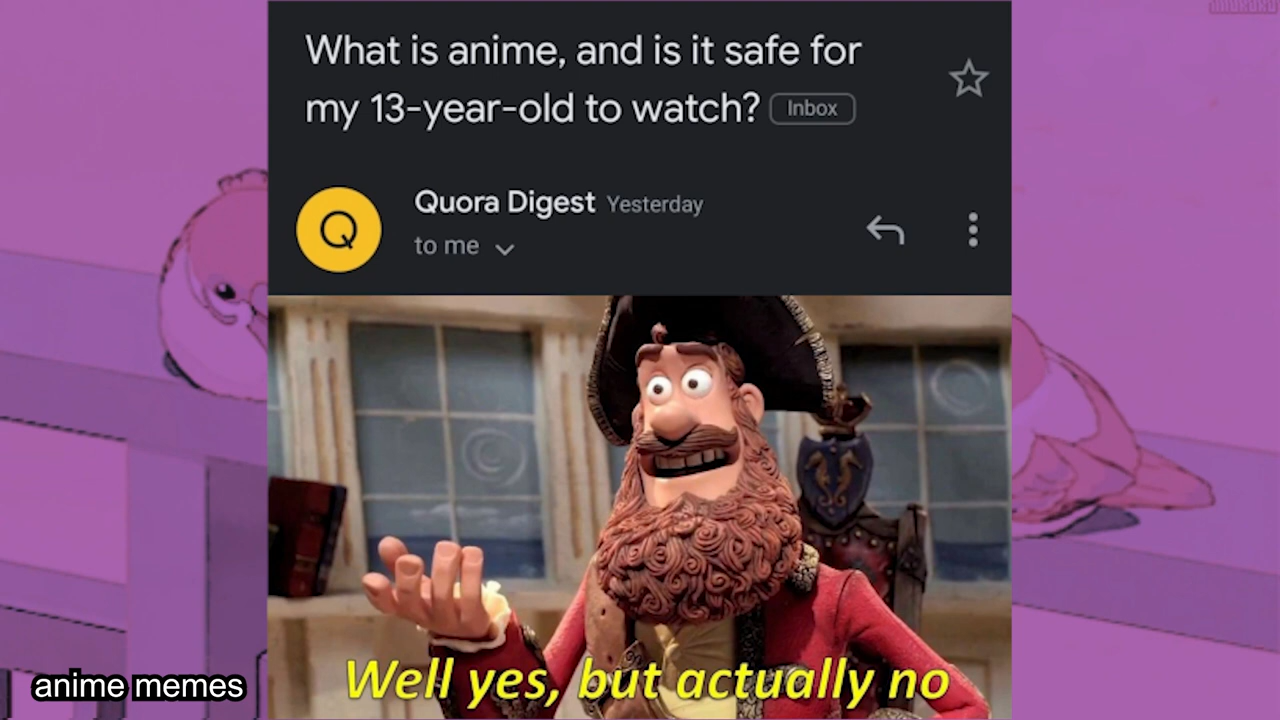 What is anime, and is it safe for
my 13-year-old to watch? Inbox
Q
Quora Digest Yesterday
to me
Well yes, but actually no
anime memes